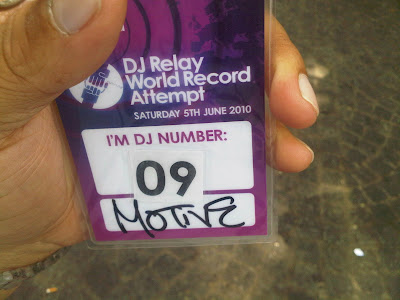 DJ Relay
World Record
Attempt
SATURDAY 5TH JUNE 2010
I'M DJ NUMBER:
09
MOTIVE